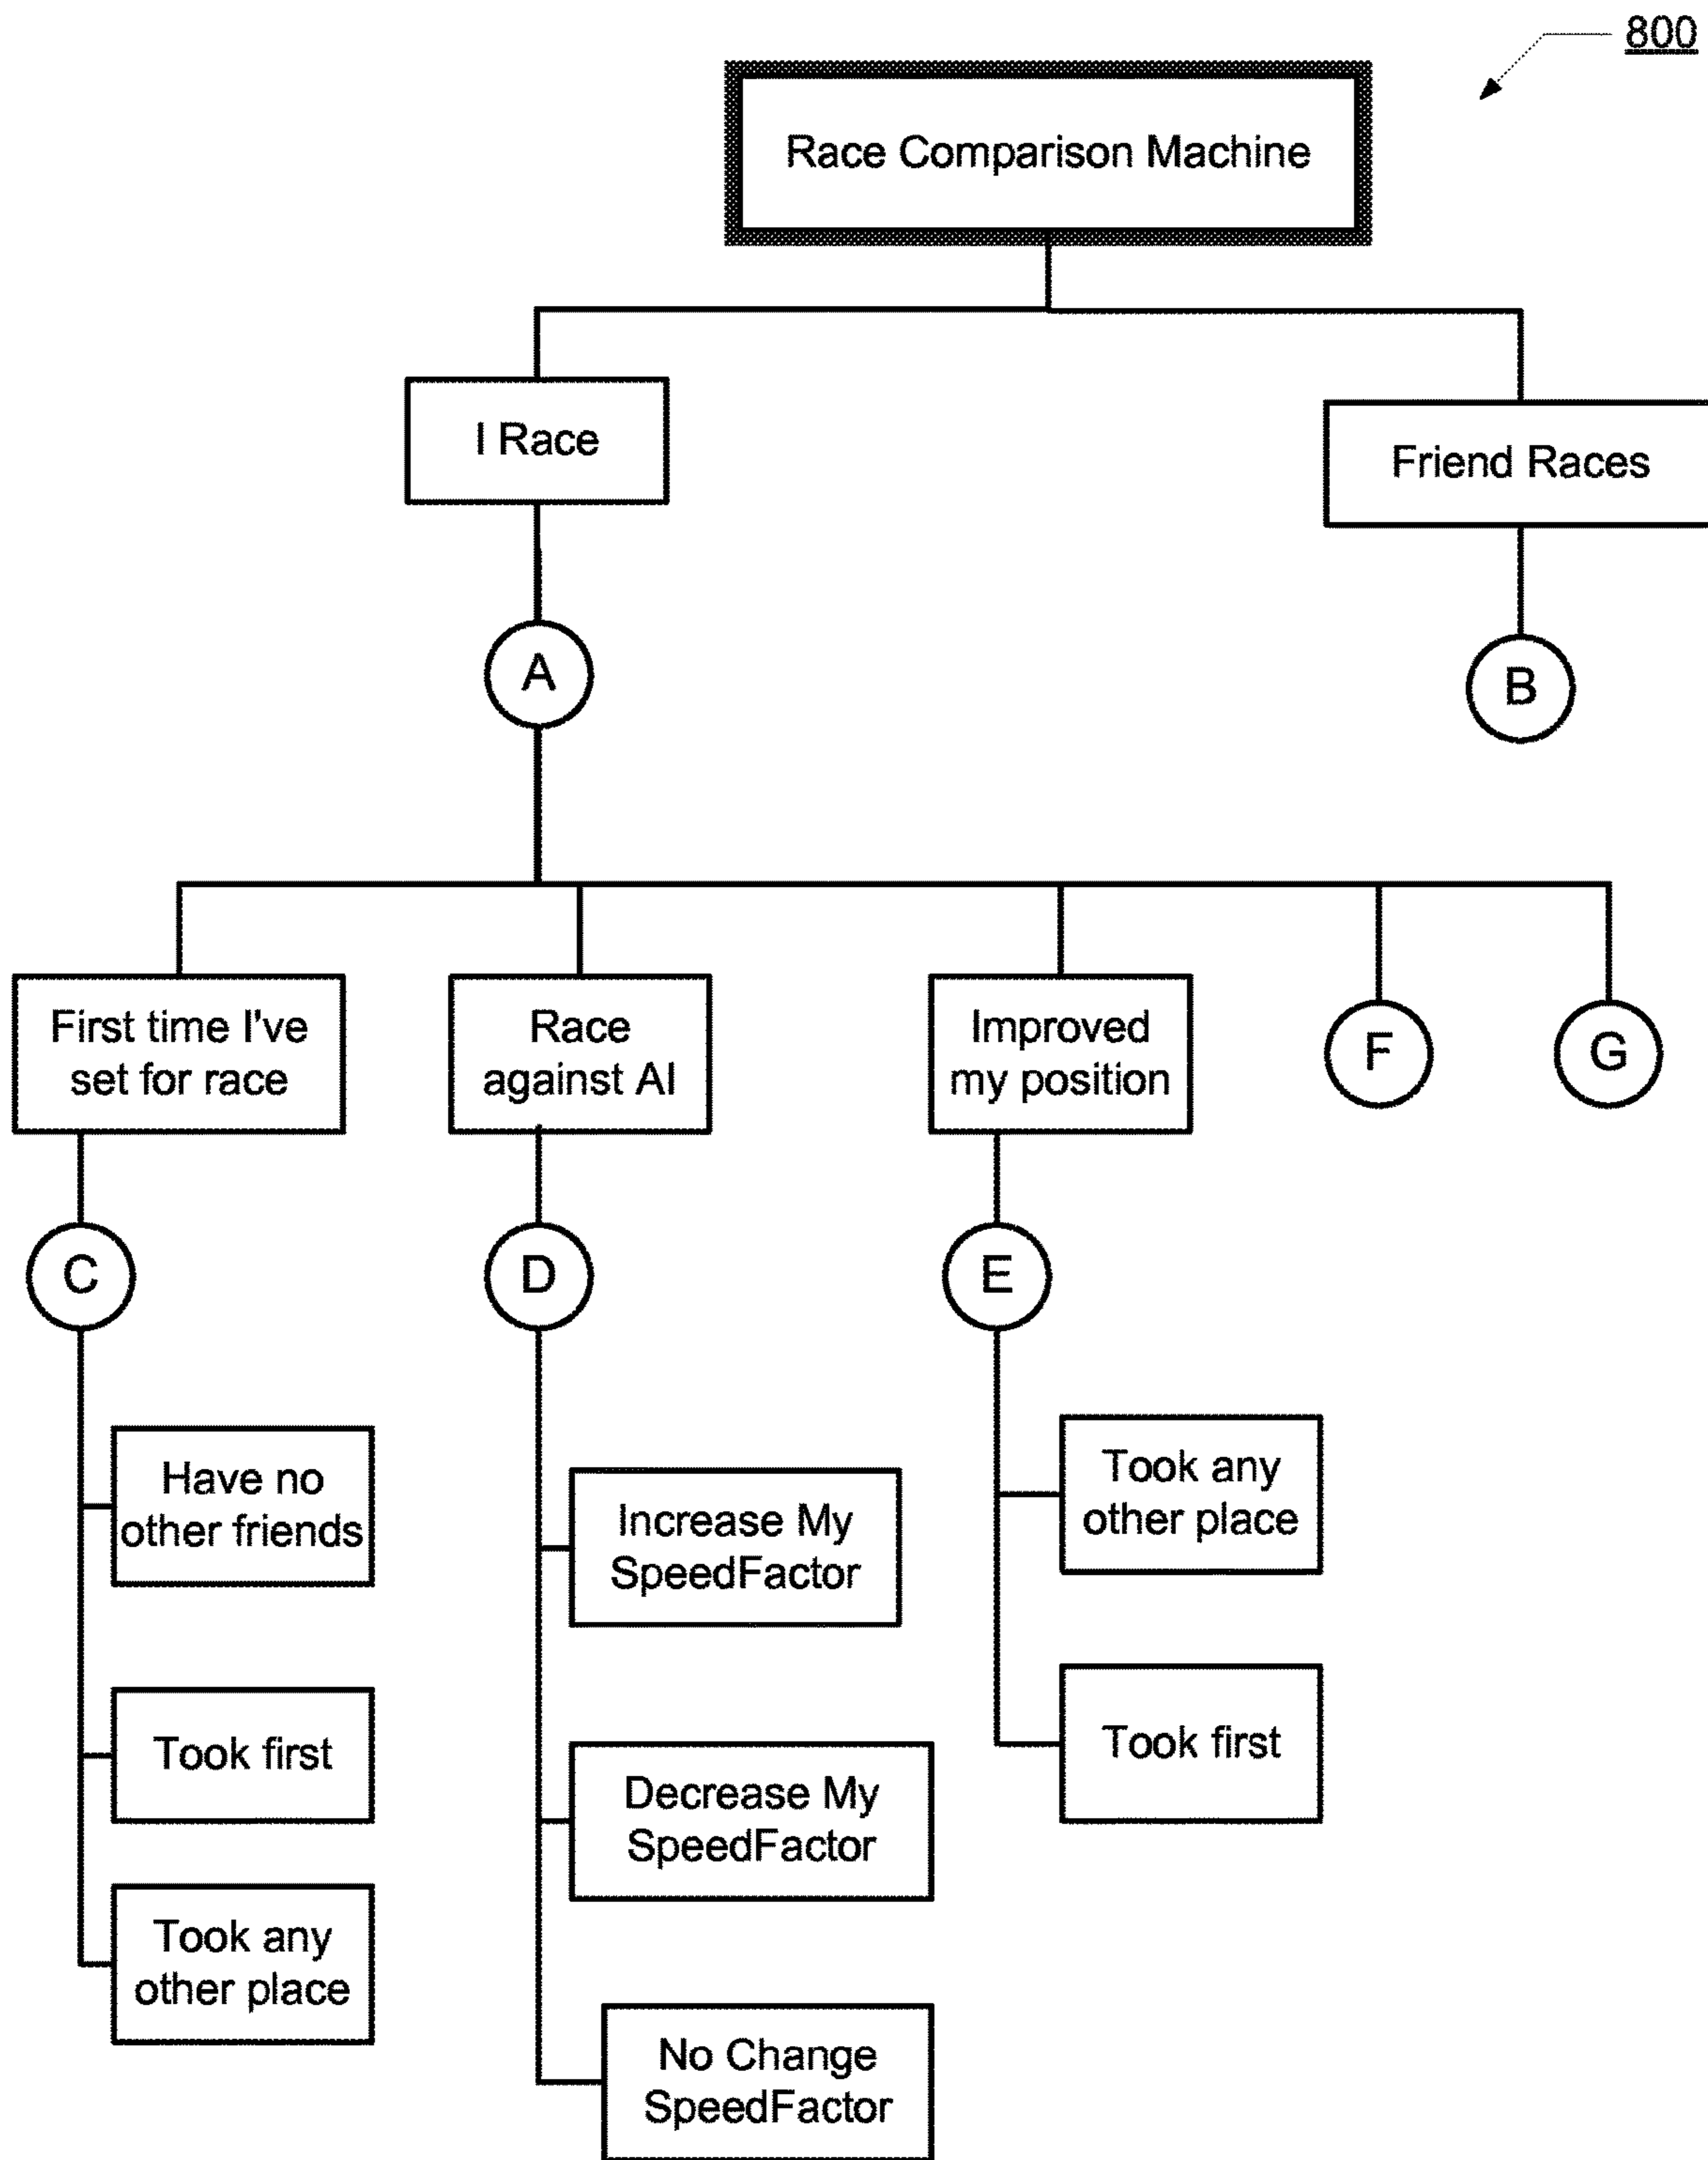 800
Race Comparison Machine
I Race
Friend Races
A
B
First time I've
set for race
Race
against AI
Improved
my position
F
G
C
D
E
Have no
other friends
Took first
Took any
other place
Increase My
SpeedFactor
Decrease My
SpeedFactor
No Change
SpeedFactor
Took any
other place
Took first